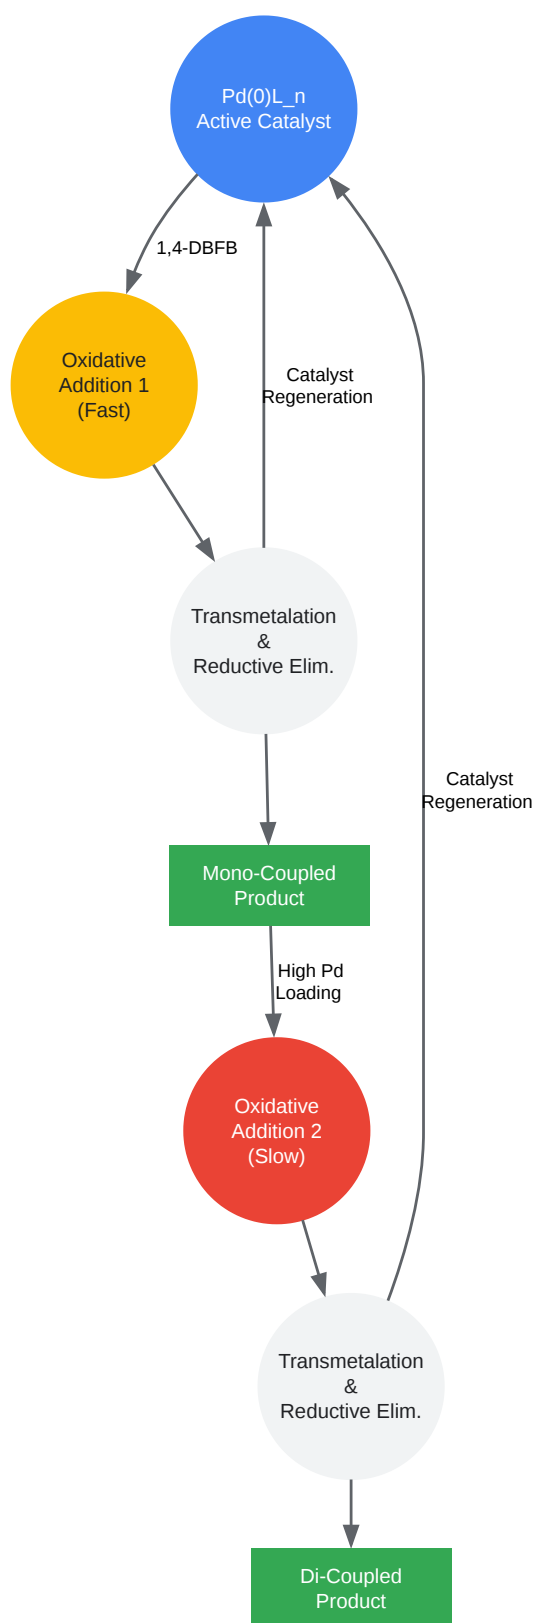 Pd(0)L_n
Active Catalyst
1,4-DBFB
Oxidative
Addition 1
(Fast)
Catalyst
Regeneration
Transmetalation
&
Reductive Elim.
Catalyst
Regeneration
Mono-Coupled
Product
High Pd
Loading
Oxidative
Addition 2
(Slow)
Transmetalation
&
Reductive Elim.
Di-Coupled
Product